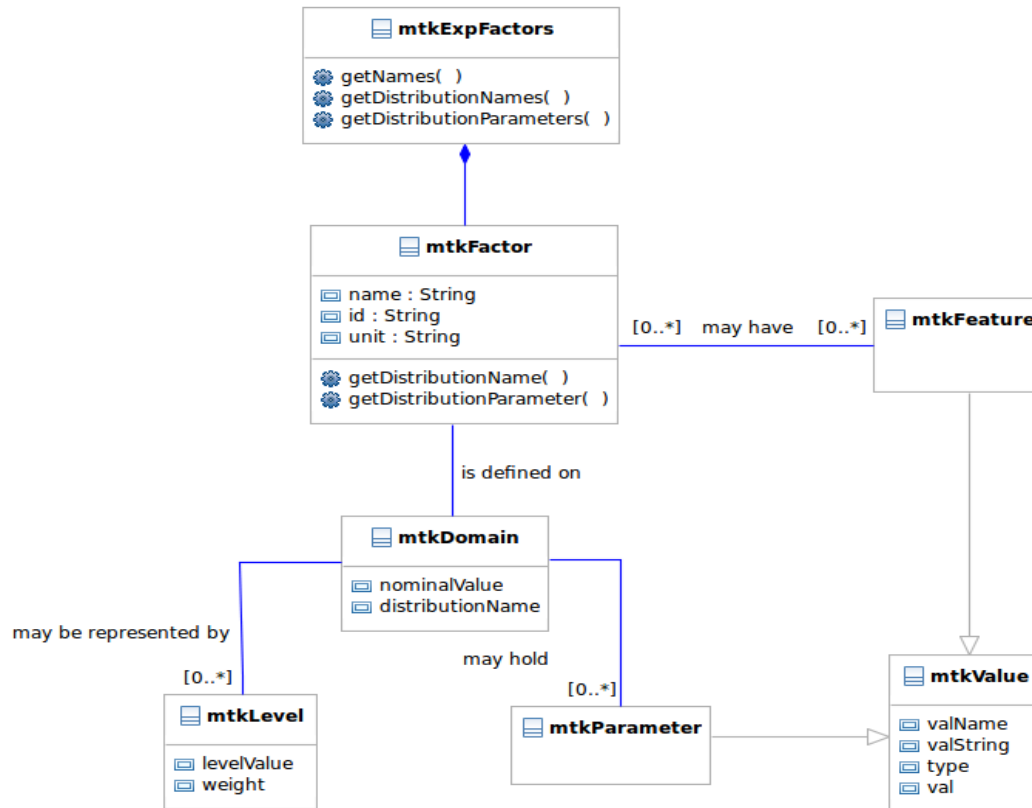 mtkExpFactors
getNames( )
getDistributionNames( )
getDistributionParameters( )
mtkFactor
name : String
id : String
unit : String
getDistributionName( )
getDistributionParameter( )
[0..*] may have [0..*]
mtkFeature
is defined on
mtkDomain
nominalValue
distributionName
may be represented by
[0..*]
may hold
[0..*]
mtkLevel
levelValue
weight
mtkParameter
mtkValue
valName
valString
type
val